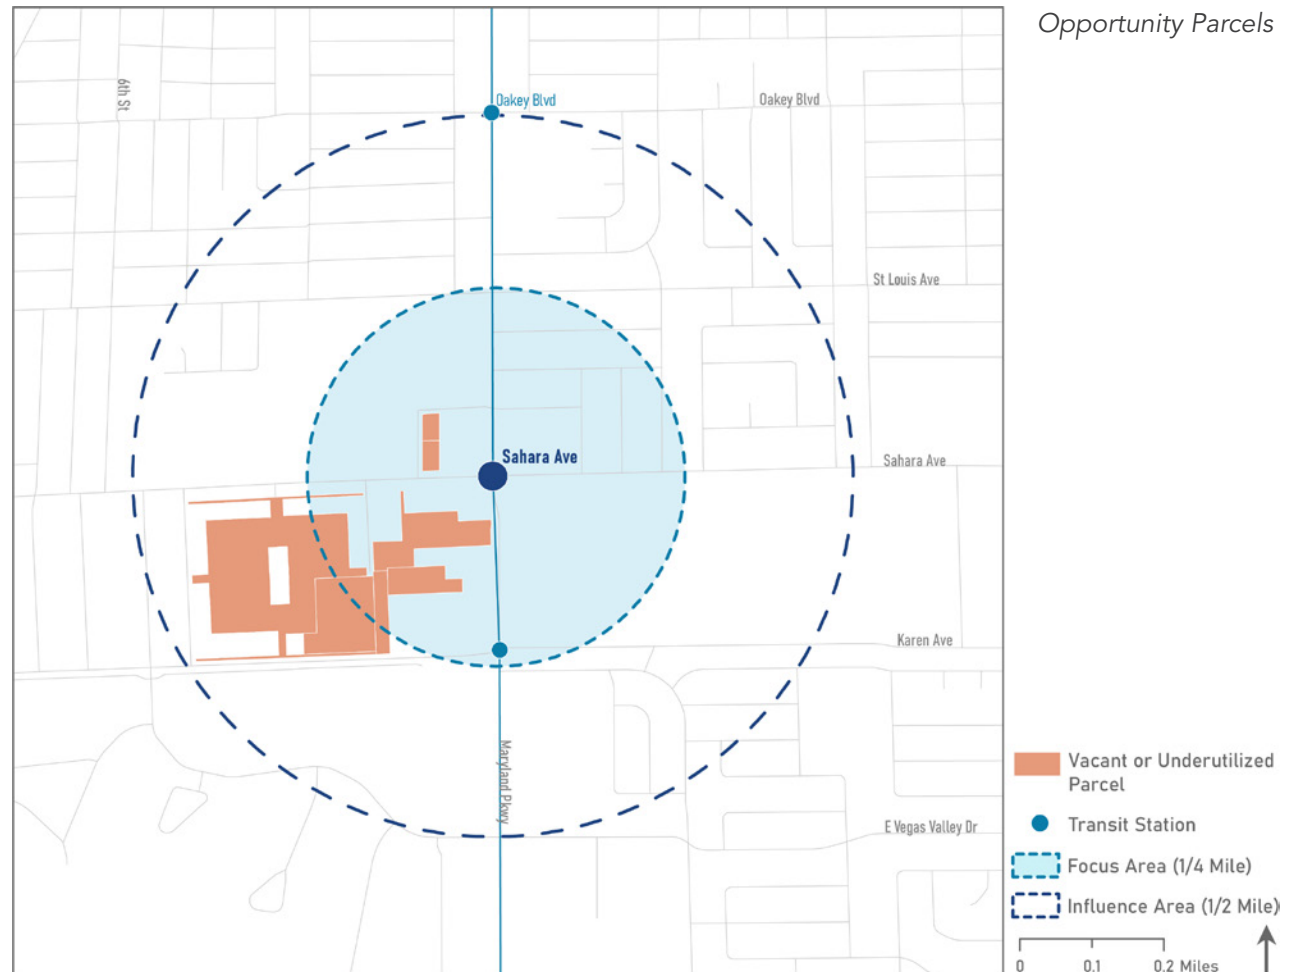 Opportunity Parcels
6th St
Oakey Blvd
Oakey Blvd
St Louis Ave
Sahara Ave
Sahara Ave
Karen Ave
Maryland Pkwy
E Vegas Valley Dr
Vacant or Underutilized
Parcel
Transit Station
Focus Area (1/4 Mile)
Influence Area (1/2 Mile)
0 0.1 0.2 Miles